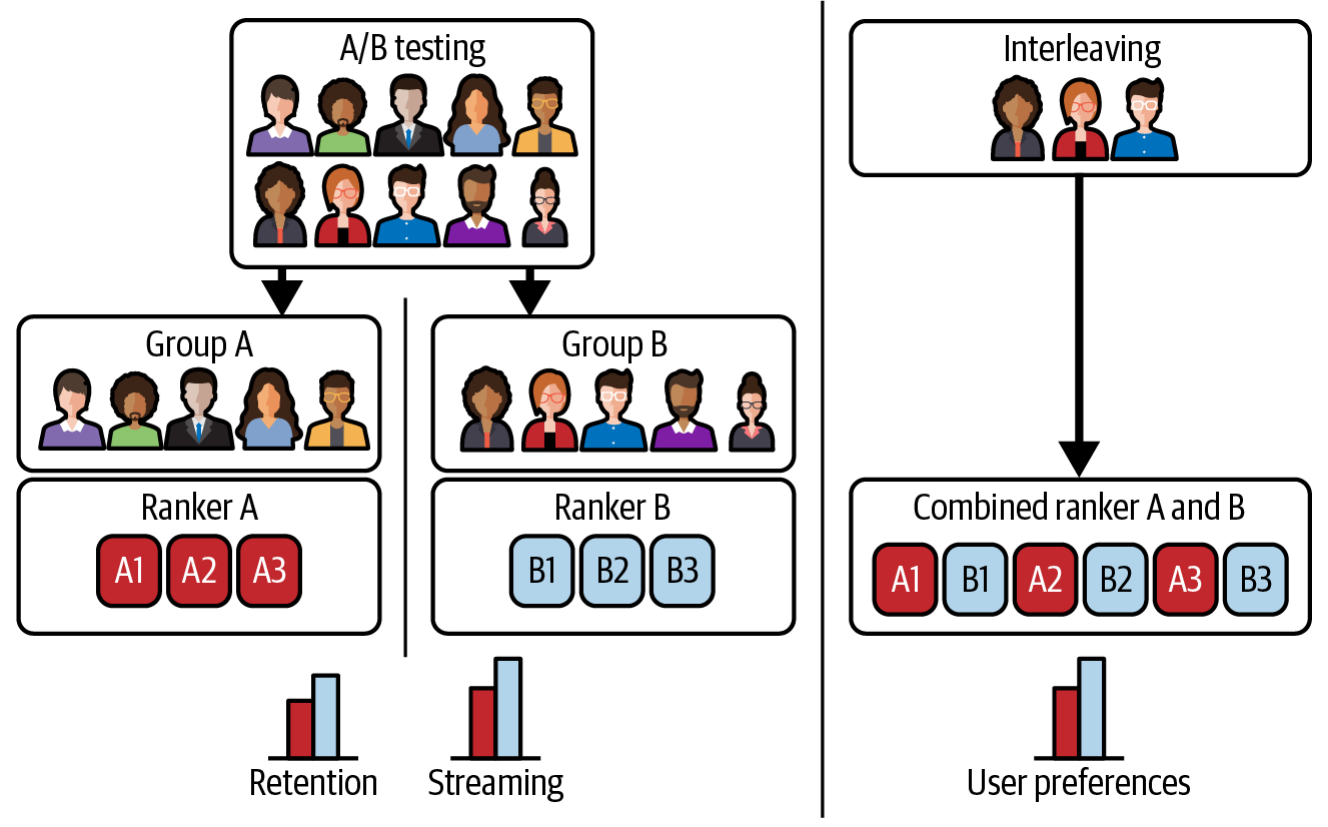 A/B testing
Interleaving
Group A
Group B
Ranker A
A1 A2 A3
Ranker B
B1 B2 B3
Combined ranker A and B
A1 B1 A2 B2 A3 B3
Retention
Streaming
User preferences